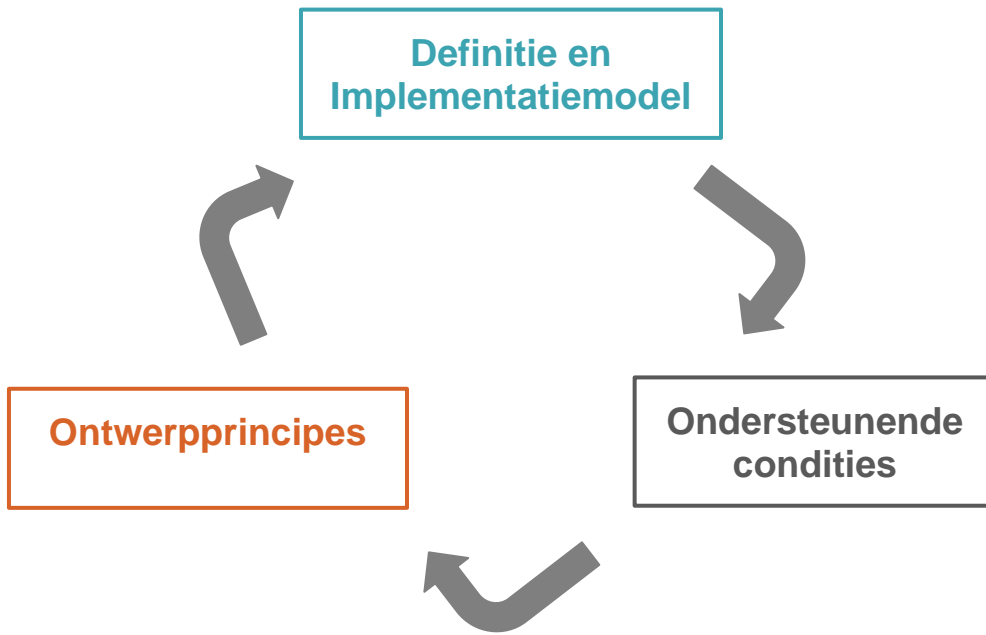 Definitie en
Implementatiemodel
Ontwerpprincipes
Ondersteunende
condities